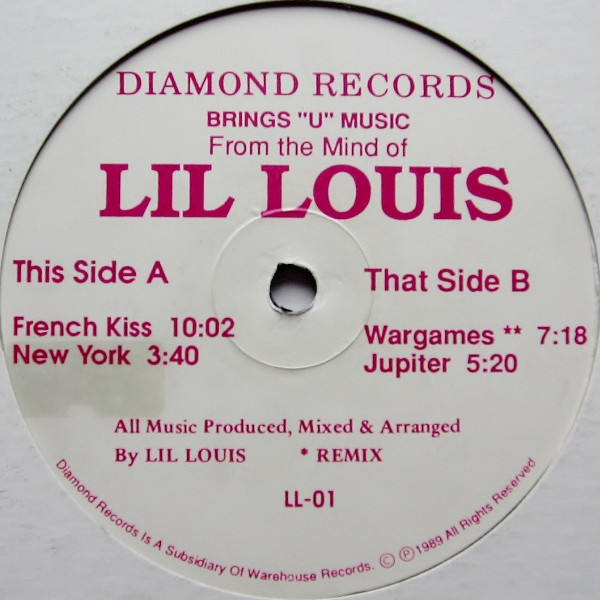 DIAMOND RECORDS
BRINGS "U" MUSIC
From the Mind of
LIL LOUIS
This Side A
French Kiss 10:02
New York 3:40
That Side B
Wargames ** 7:18
Jupiter 5:20
All Music Produced, Mixed & Arranged
By LIL LOUIS * REMIX
LL-01
Diamond Records Is A Subsidiary Of Warehouse Records. © ℗ 1989 All Rights Reserved